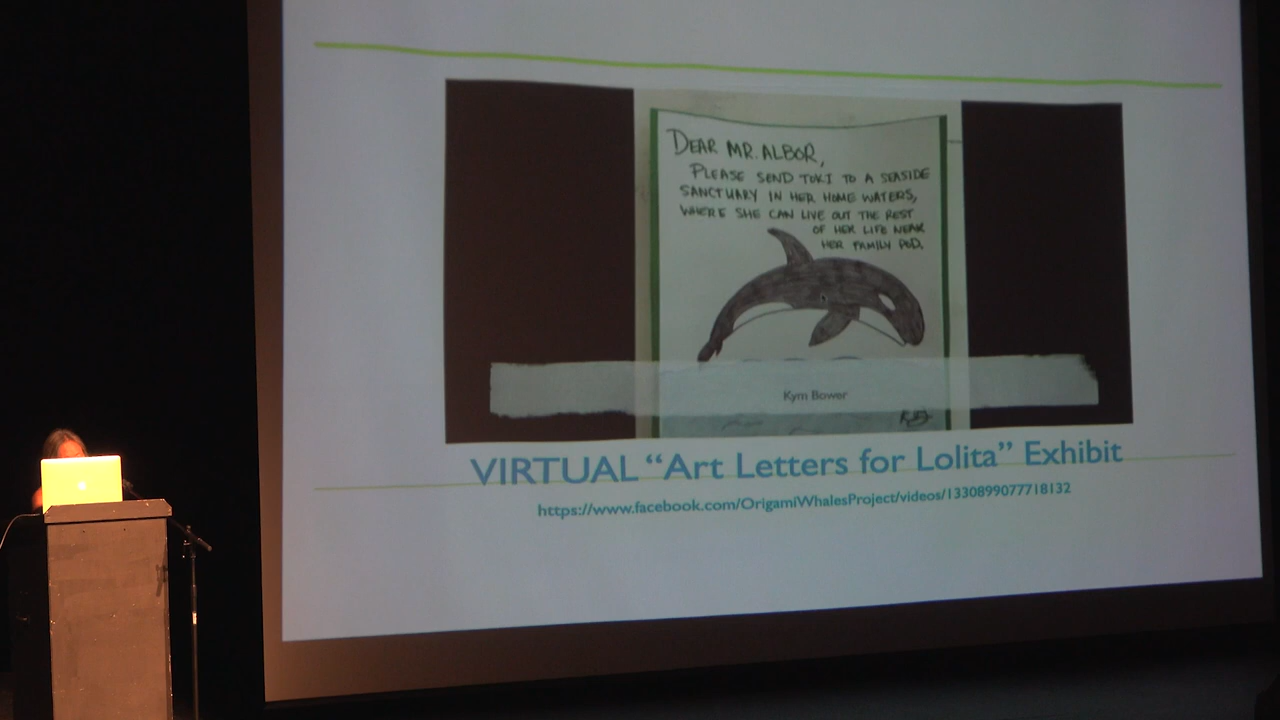 DEAR MR. ALBOR,
PLEASE SEND TOKI TO A SEASIDE
SANCTUARY IN HER HOME WATERS,
WHERE SHE CAN LIVE OUT THE REST
OF HER LIFE NEAR
HER FAMILY POD.
Kym Bower
VIRTUAL “Art Letters for Lolita” Exhibit
https://www.facebook.com/OrigamiWhalesProject/videos/1330899077718132